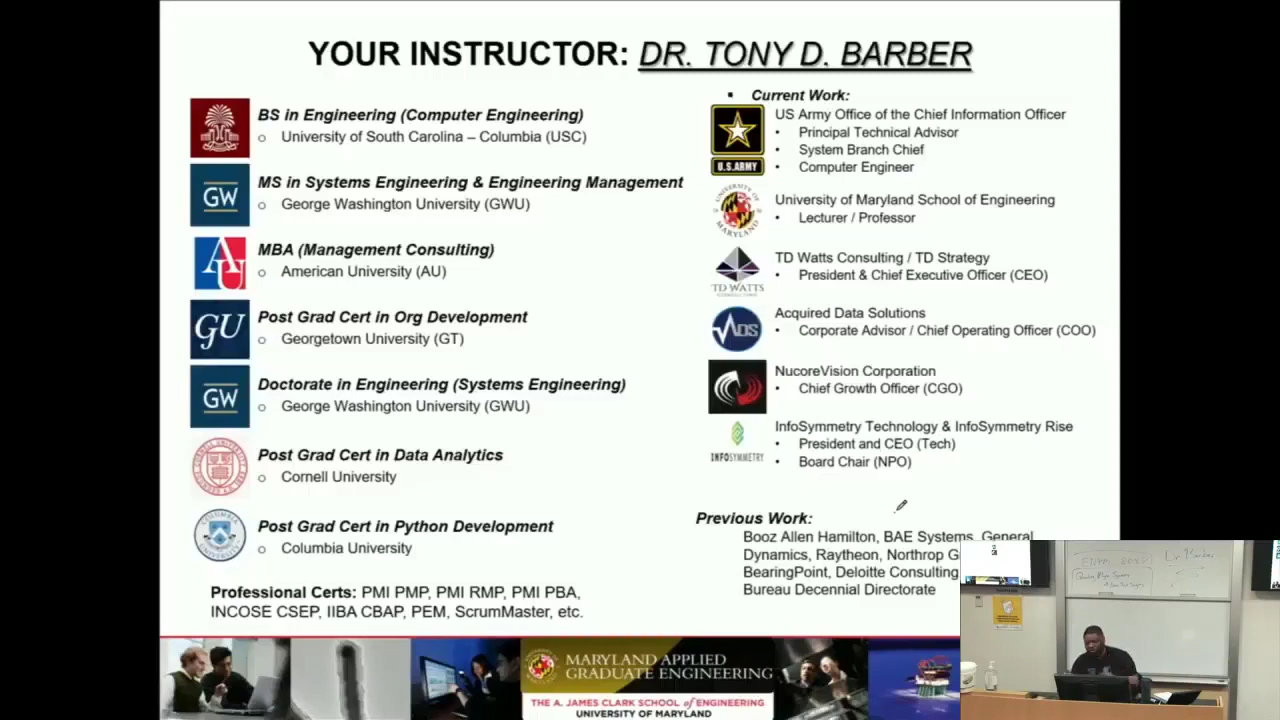 YOUR INSTRUCTOR: DR. TONY D. BARBER
BS in Engineering (Computer Engineering)
University of South Carolina – Columbia (USC)
GW
MS in Systems Engineering & Engineering Management
George Washington University (GWU)
AU
MBA (Management Consulting)
American University (AU)
GU
Post Grad Cert in Org Development
Georgetown University (GT)
GW
Doctorate in Engineering (Systems Engineering)
George Washington University (GWU)
Post Grad Cert in Data Analytics
Cornell University
Post Grad Cert in Python Development
Columbia University
Professional Certs: PMI PMP, PMI RMP, PMI PBA,
INCOSE CSEP, IIBA CBAP, PEM, ScrumMaster, etc.
Current Work:
U.S.ARMY
US Army Office of the Chief Information Officer
Principal Technical Advisor
System Branch Chief
Computer Engineer
UNIVERSITY OF
MARYLAND
University of Maryland School of Engineering
Lecturer / Professor
TD WATTS
TD Watts Consulting / TD Strategy
President & Chief Executive Officer (CEO)
ADS
Acquired Data Solutions
Corporate Advisor / Chief Operating Officer (COO)
NucoreVision Corporation
Chief Growth Officer (CGO)
INFOSYMMETRY
InfoSymmetry Technology & InfoSymmetry Rise
President and CEO (Tech)
Board Chair (NPO)
Previous Work:
Booz Allen Hamilton, BAE Systems, General
Dynamics, Raytheon, Northrop G
BearingPoint, Deloitte Consulting
Bureau Decennial Directorate
Dr. Barber
MARYLAND APPLIED
GRADUATE ENGINEERING
THE A. JAMES CLARK SCHOOL of ENGINEERING
UNIVERSITY OF MARYLAND